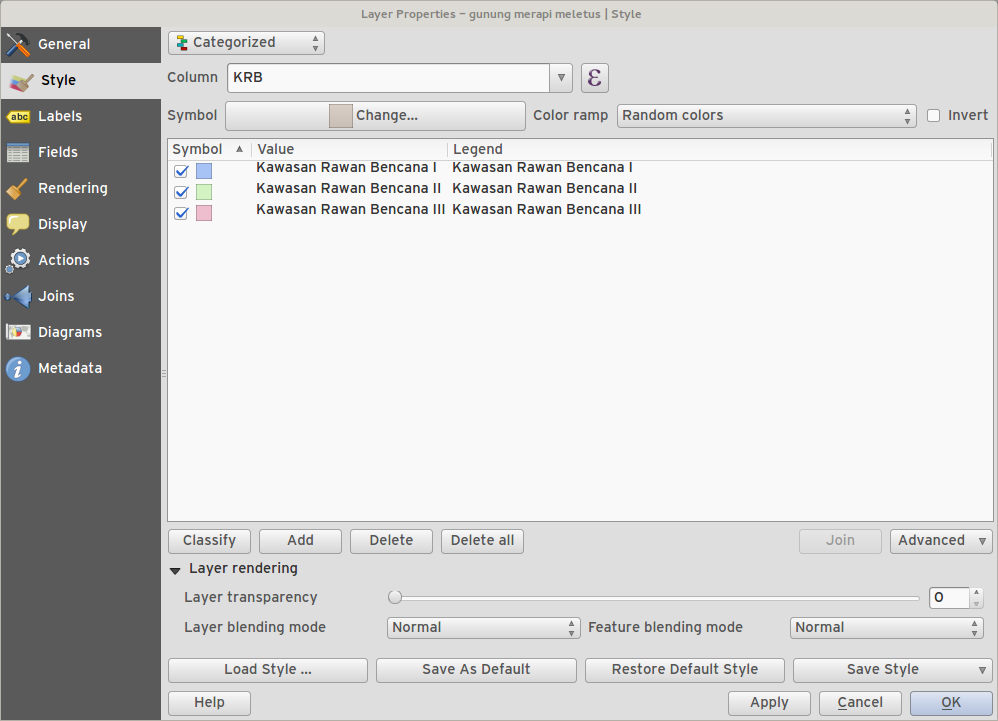 Layer Properties – gunung merapi meletus | Style
General
Style
abc Labels
Fields
Rendering
Display
Actions
Joins
Diagrams
i Metadata
Categorized
Column KRB ε
Symbol Change... Color ramp Random colors Invert
Symbol Value Legend
Kawasan Rawan Bencana I Kawasan Rawan Bencana I
Kawasan Rawan Bencana II Kawasan Rawan Bencana II
Kawasan Rawan Bencana III Kawasan Rawan Bencana III
Classify Add Delete Delete all Join Advanced
Layer rendering
Layer transparency 0
Layer blending mode Normal Feature blending mode Normal
Load Style ... Save As Default Restore Default Style Save Style
Help Apply Cancel OK